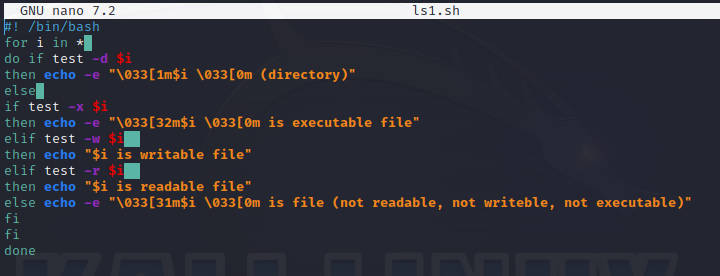 GNU nano 7.2 ls1.sh
#! /bin/bash
for i in *
do if test -d $i
then echo -e "\033[1m$i \033[0m (directory)"
else
if test -x $i
then echo -e "\033[32m$i \033[0m is executable file"
elif test -w $i
then echo "$i is writable file"
elif test -r $i
then echo "$i is readable file"
else echo -e "\033[31m$i \033[0m is file (not readable, not writeble, not executable)"
fi
fi
done